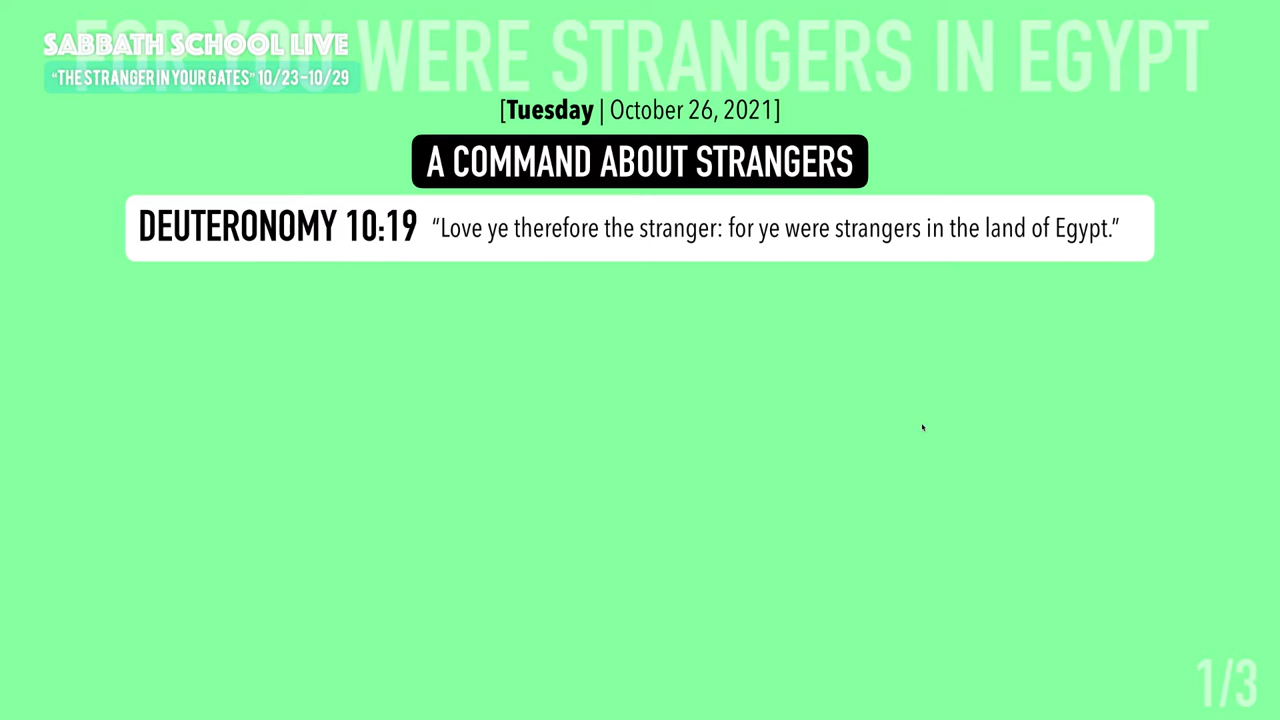 FOR YOU WERE STRANGERS IN EGYPT
SABBATH SCHOOL LIVE
"THE STRANGER IN YOUR GATES" 10/23-10/29
[Tuesday | October 26, 2021]
A COMMAND ABOUT STRANGERS
DEUTERONOMY 10:19 "Love ye therefore the stranger: for ye were strangers in the land of Egypt."
1/3